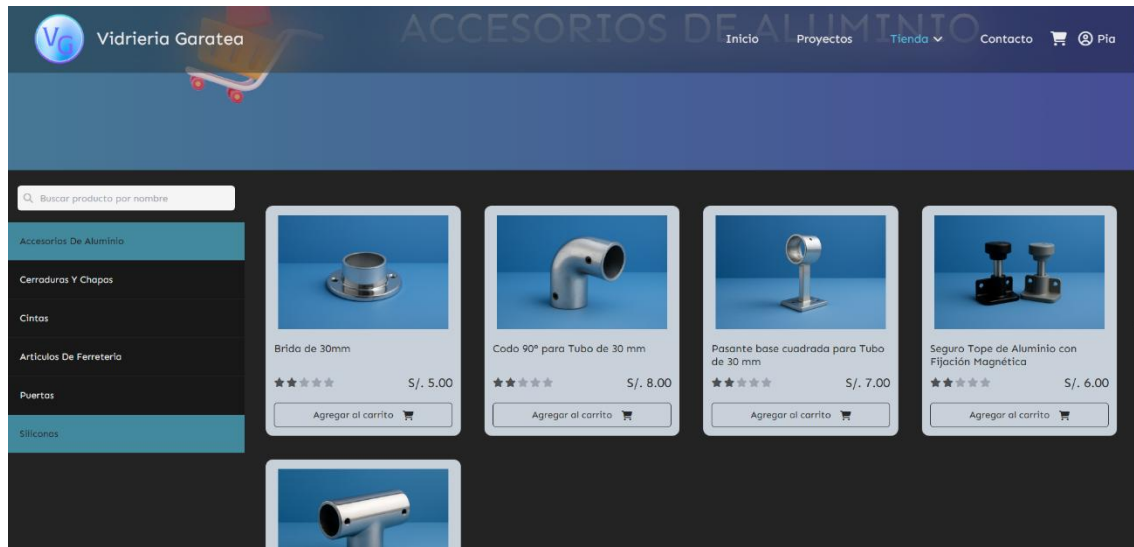 VG
Vidrieria Garatea
ACCESORIOS DE ALUMINIO
Inicio
Proyectos
Tienda
Contacto
Pia
Buscar producto por nombre
Accesorios De Aluminio
Cerraduras Y Chapas
Cintas
Articulos De Ferreteria
Puertas
Siliconas
Brida de 30mm
S/. 5.00
Agregar al carrito
Codo 90° para Tubo de 30 mm
S/. 8.00
Agregar al carrito
Pasante base cuadrada para Tubo
de 30 mm
S/. 7.00
Agregar al carrito
Seguro Tope de Aluminio con
Fijación Magnética
S/. 6.00
Agregar al carrito